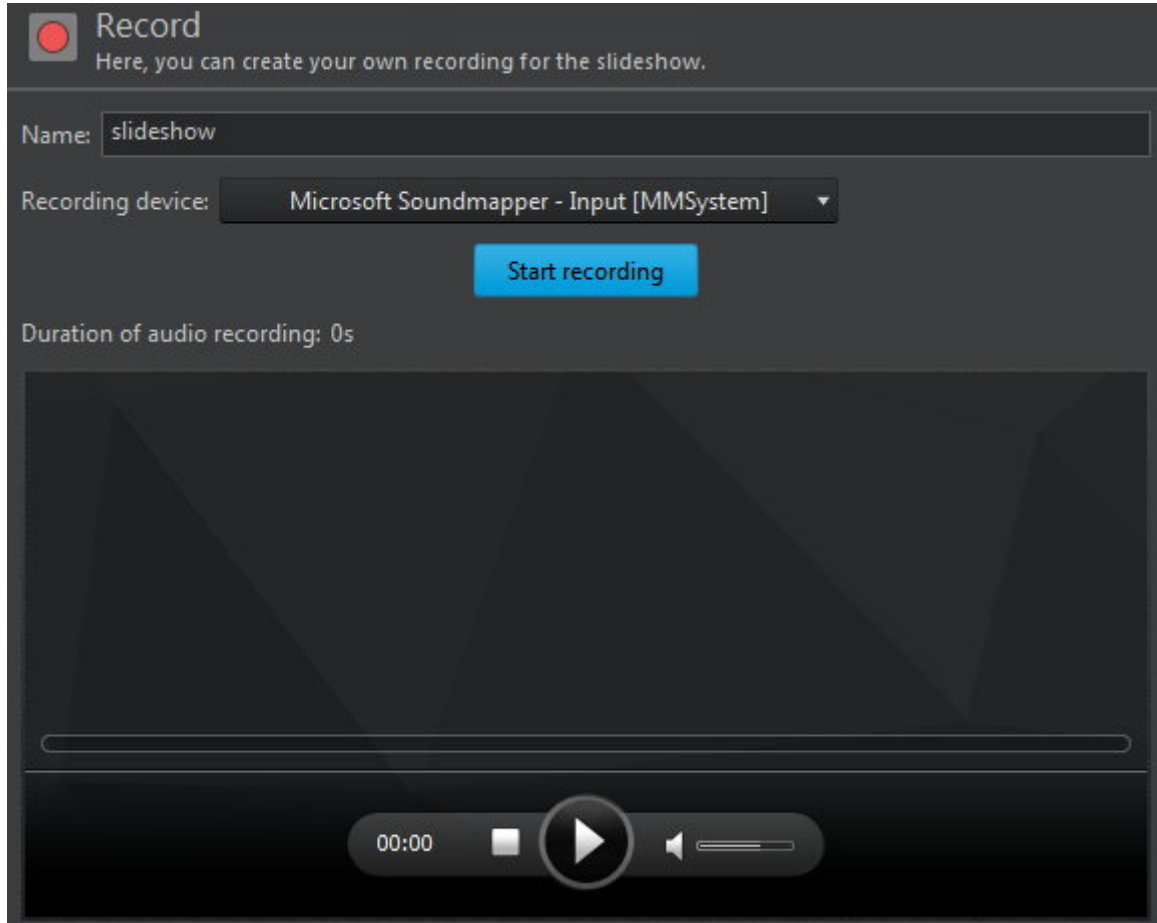 Record
Here, you can create your own recording for the slideshow.
Name: slideshow
Recording device: Microsoft Soundmapper - Input [MMSystem]
Start recording
Duration of audio recording: 0s
00:00